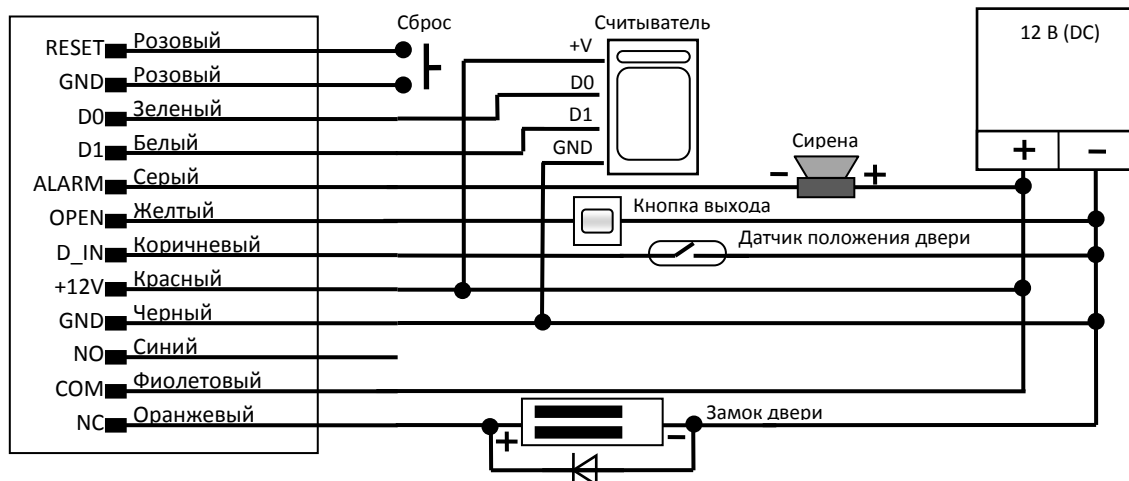 Сброс
Считыватель
12 В (DC)
RESET Розовый
+V
GND Розовый
D0
D0 Зеленый
D1
D1 Белый
GND
Сирена
+ -
ALARM Серый
- +
Кнопка выхода
OPEN Желтый
Датчик положения двери
D_IN Коричневый
+12V Красный
GND Черный
NO Синий
COM Фиолетовый
NC Оранжевый
Замок двери
+ -